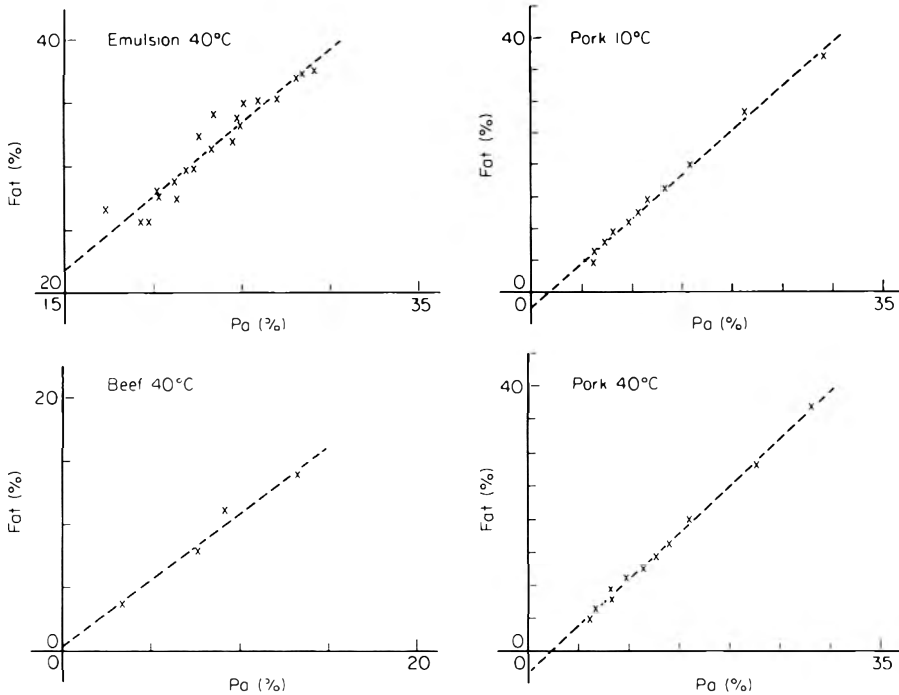 40
Emulsion 40°C
Fat (%)
20
15
35
Pa (%)
40
Pork 10°C
Fat (%)
0
0
35
Pa (%)
20
Beef 40°C
Fat (%)
0
0
20
Pa (%)
40
Pork 40°C
Fat (%)
0
0
35
Pa (%)